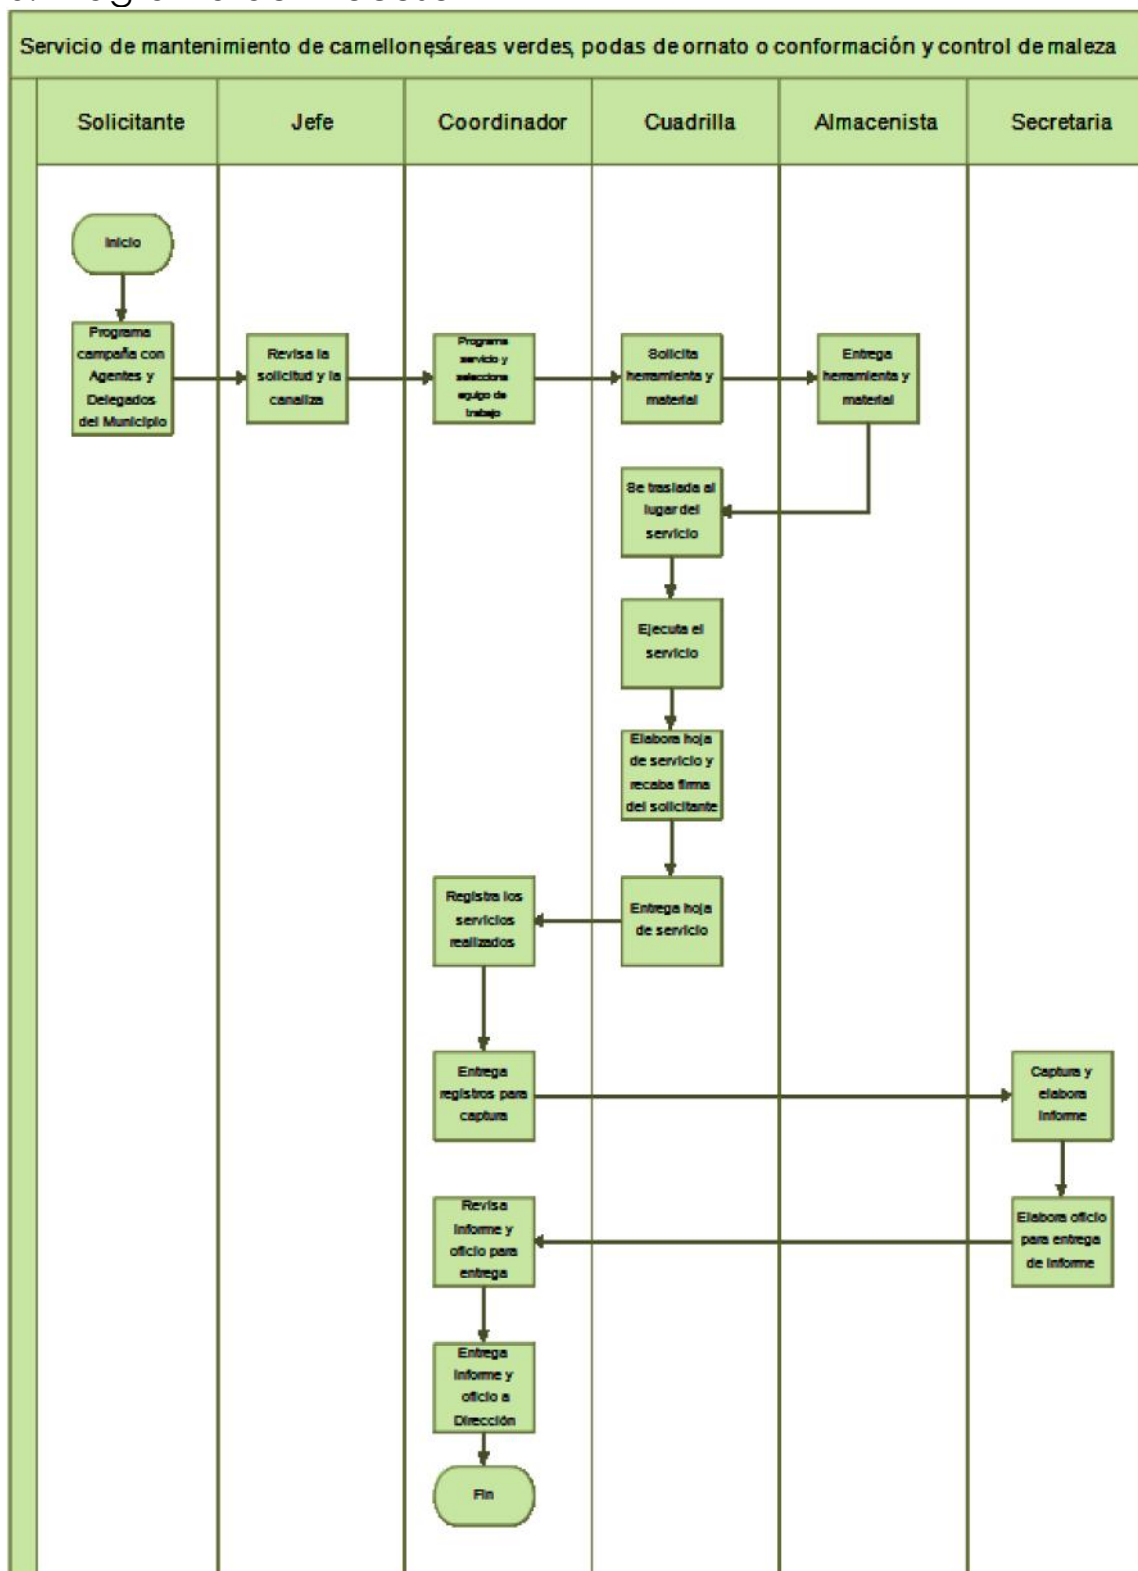 Servicio de mantenimiento de camellones, áreas verdes, podas de ornato o conformación y control de maleza
Solicitante
Jefe
Coordinador
Cuadrilla
Almacenista
Secretaria
Inicio
Programa
campaña con
Agentes y
Delegados
del Municipio
Revisa la
solicitud y la
canaliza
Programa
servicio y
selecciona
equipo de
trabajo
Solicita
herramienta y
material
Entrega
herramienta y
material
Se traslada al
lugar del
servicio
Ejecuta el
servicio
Elabora hoja
de servicio y
recaba firma
del solicitante
Entrega hoja
de servicio
Registra los
servicios
realizados
Entrega
registros para
captura
Captura y
elabora
informe
Elabora oficio
para entrega
de informe
Revisa
informe y
oficio para
entrega
Entrega
informe y
oficio a
Dirección
Fin